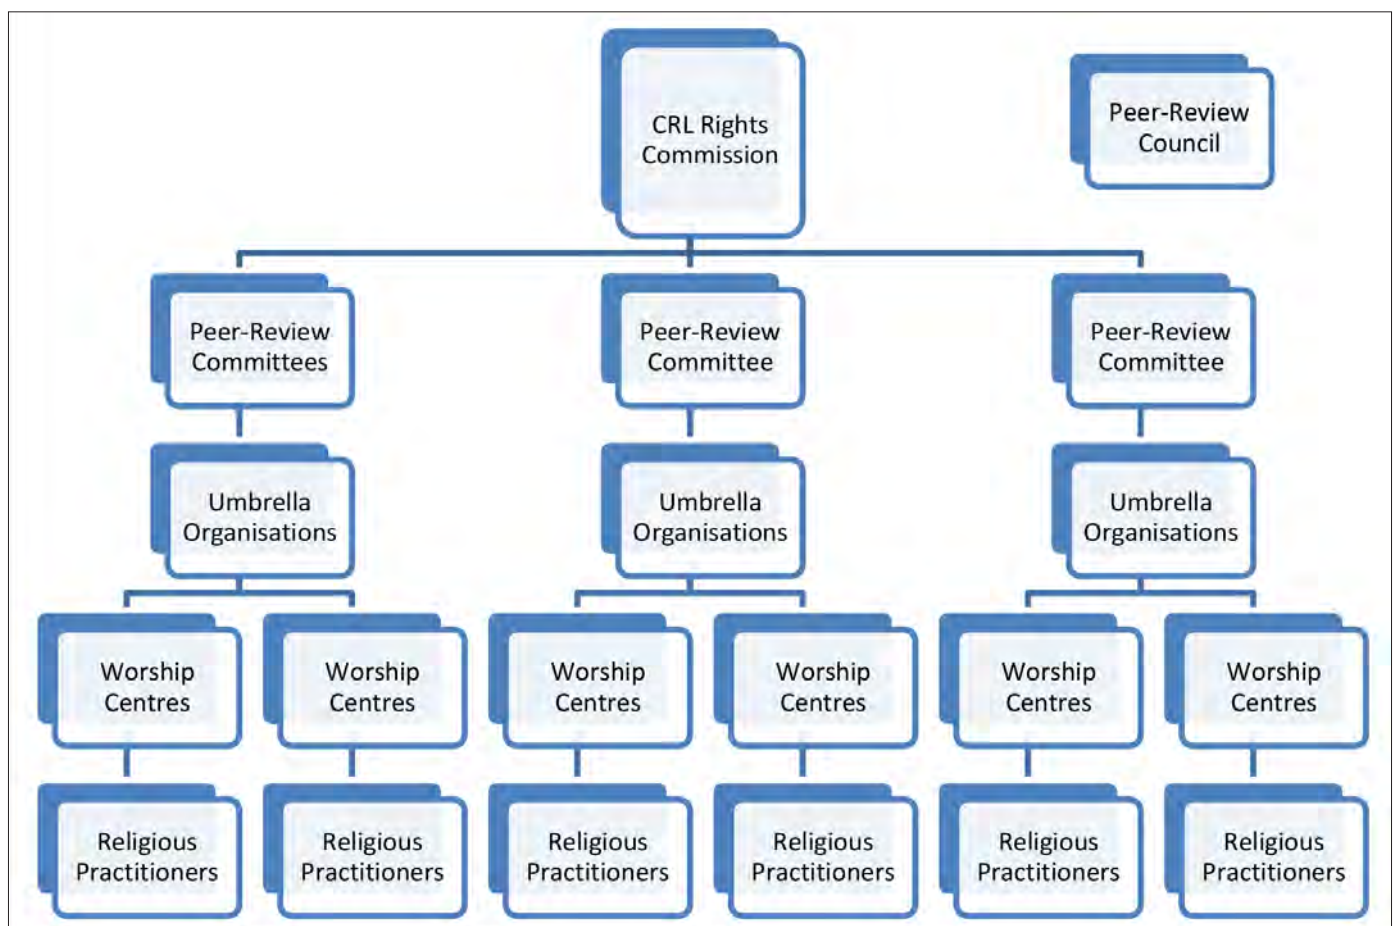 CRL Rights
Commission
Peer-Review
Council
Peer-Review
Committees
Peer-Review
Committee
Peer-Review
Committee
Umbrella
Organisations
Umbrella
Organisations
Umbrella
Organisations
Worship
Centres
Worship
Centres
Worship
Centres
Worship
Centres
Worship
Centres
Worship
Centres
Religious
Practitioners
Religious
Practitioners
Religious
Practitioners
Religious
Practitioners
Religious
Practitioners
Religious
Practitioners